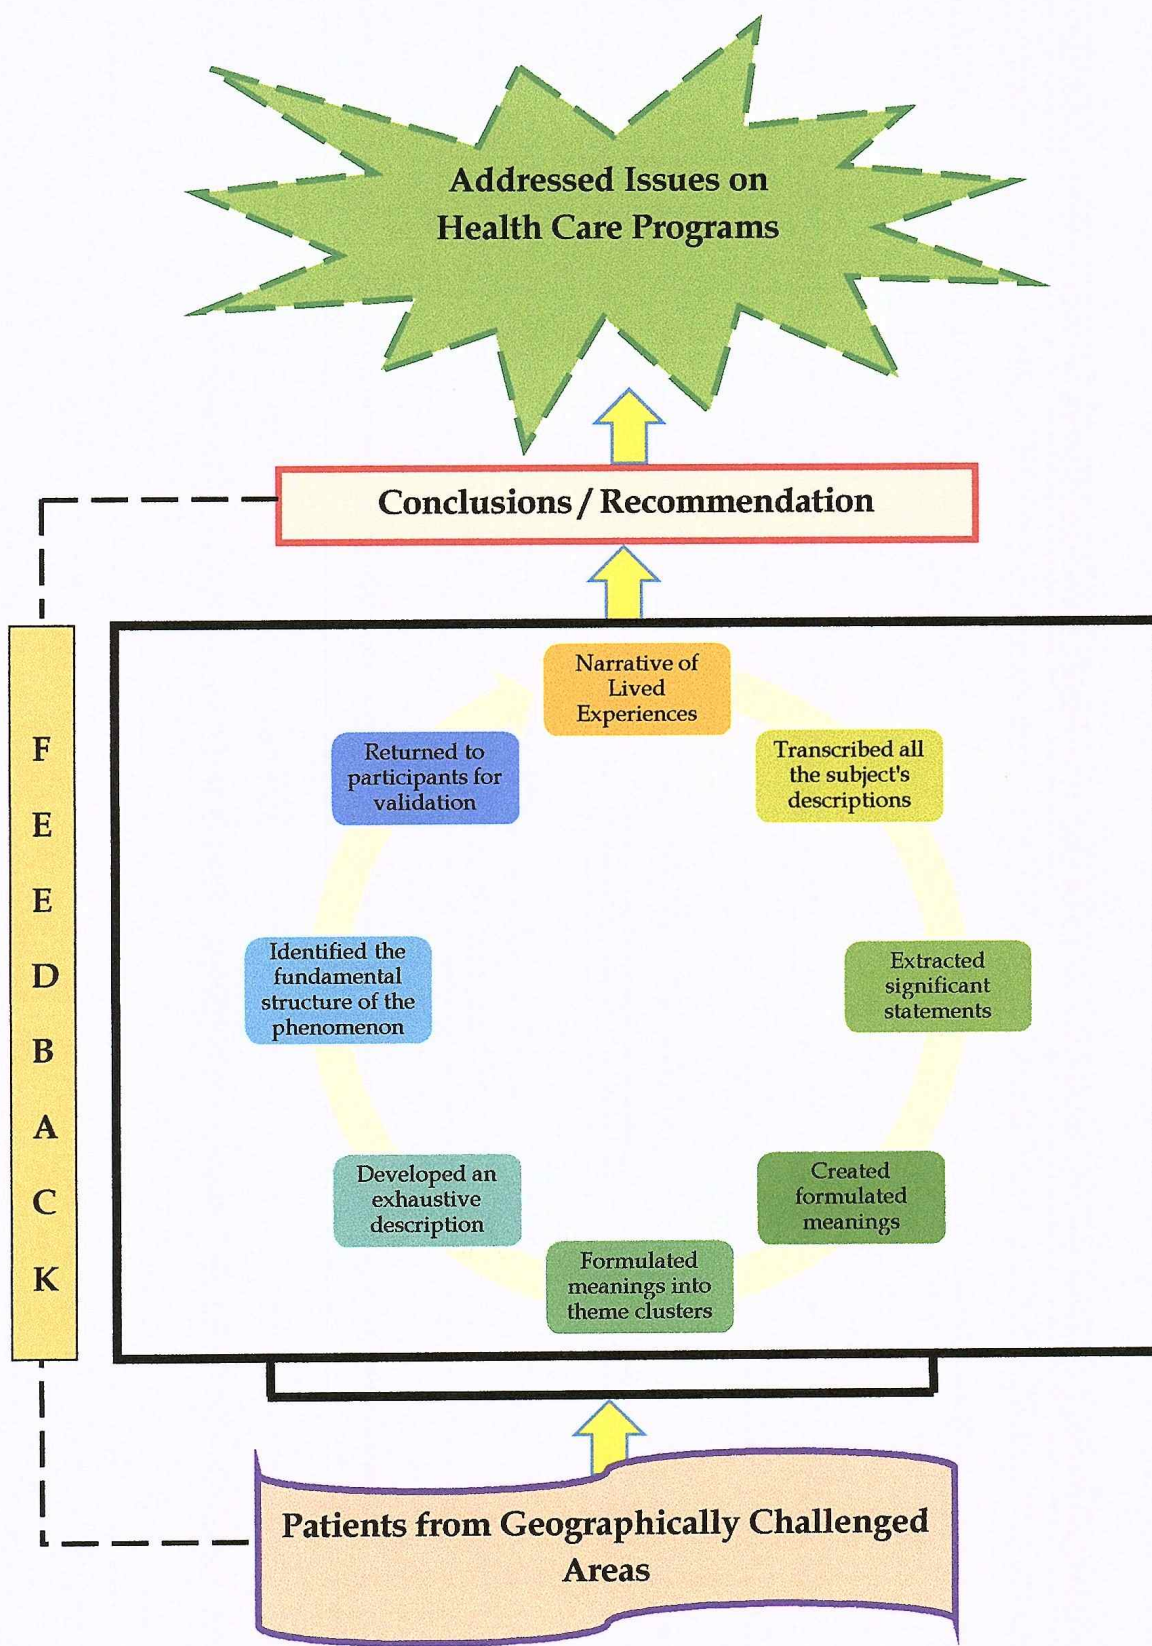 Addressed Issues on
Health Care Programs
Conclusions / Recommendation
F
E
E
D
B
A
C
K
Narrative of
Lived
Experiences
Transcribed all
the subject's
descriptions
Extracted
significant
statements
Created
formulated
meanings
Formulated
meanings into
theme clusters
Developed an
exhaustive
description
Identified the
fundamental
structure of the
phenomenon
Returned to
participants for
validation
Patients from Geographically Challenged
Areas